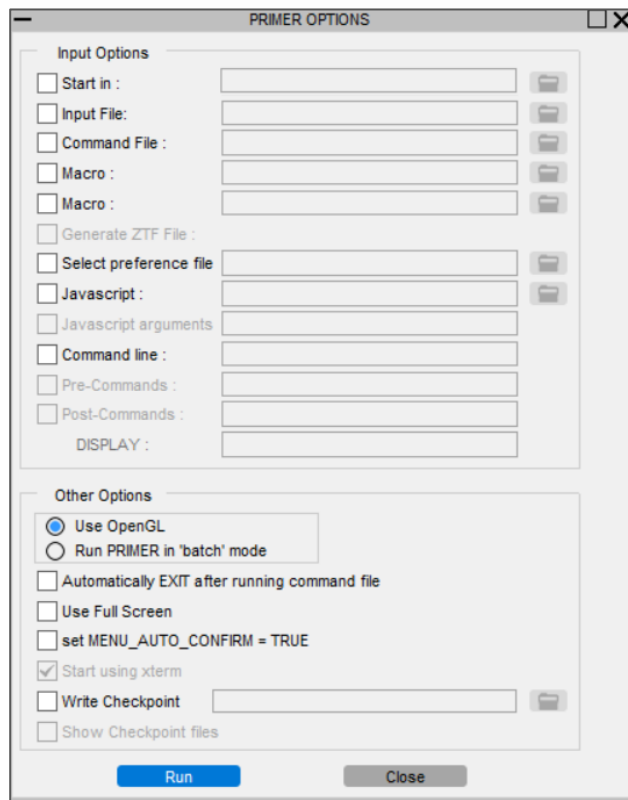 PRIMER OPTIONS
Input Options
Start in :
Input File:
Command File :
Macro :
Macro :
Generate ZTF File :
Select preference file
Javascript :
Javascript arguments
Command line :
Pre-Commands :
Post-Commands :
DISPLAY :
Other Options
Use OpenGL
Run PRIMER in 'batch' mode
Automatically EXIT after running command file
Use Full Screen
set MENU_AUTO_CONFIRM = TRUE
Start using xterm
Write Checkpoint
Show Checkpoint files
Run Close